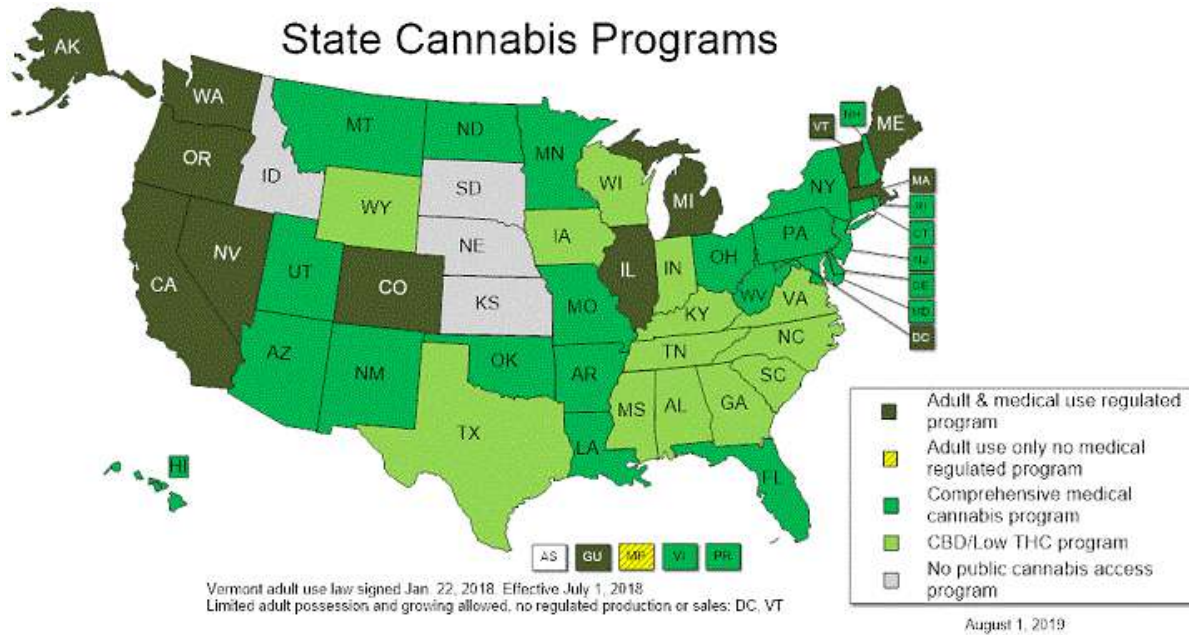 State Cannabis Programs
AK
WA
OR
CA
NV
ID
MT
WY
UT
CO
AZ
NM
ND
SD
NE
KS
OK
TX
MN
IA
MO
AR
LA
WI
IL
MI
IN
OH
KY
TN
MS
AL
GA
FL
SC
NC
VA
WV
PA
NY
VT
NH
ME
MA
RI
CT
NJ
DE
MD
DC
HI
AS
GU
MP
VI
PR
Adult & medical use regulated
program
Adult use only no medical
regulated program
Comprehensive medical
cannabis program
CBD/Low THC program
No public cannabis access
program
Vermont adult use law signed Jan. 22, 2018. Effective July 1, 2018
Limited adult possession and growing allowed, no regulated production or sales: DC, VT
August 1, 2019